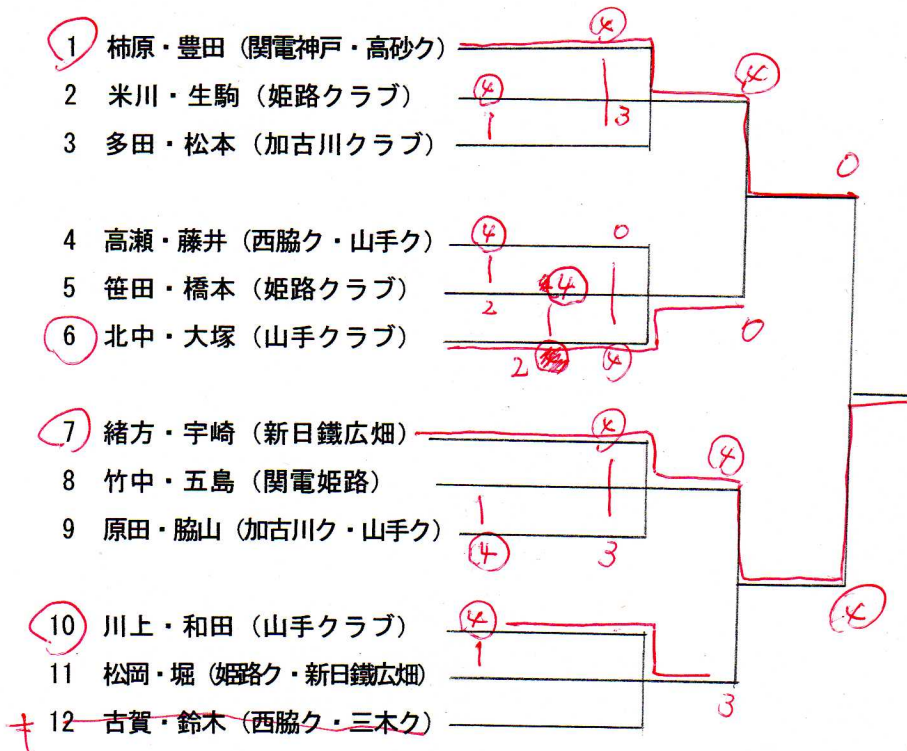 ④
1 柿原・豊田 (関電神戸・高砂ク)
④
2 米川・生駒 (姫路クラブ) ④
1 3
3 多田・松本 (加古川クラブ)
0
4 高瀬・藤井 (西脇ク・山手ク) ④ 0
5 笹田・橋本 (姫路クラブ) ④
2
6 北中・大塚 (山手クラブ) 0
2 ④
7 緒方・宇崎 (新日鐵広畑) ④
④
8 竹中・五島 (関電姫路)
1
9 原田・脇山 (加古川ク・山手ク) ④ 3
④
10 川上・和田 (山手クラブ) ④
1
11 松岡・堀 (姫路ク・新日鐵広畑)
3
キ 12 古賀・鈴木 (西脇ク・三木ク)